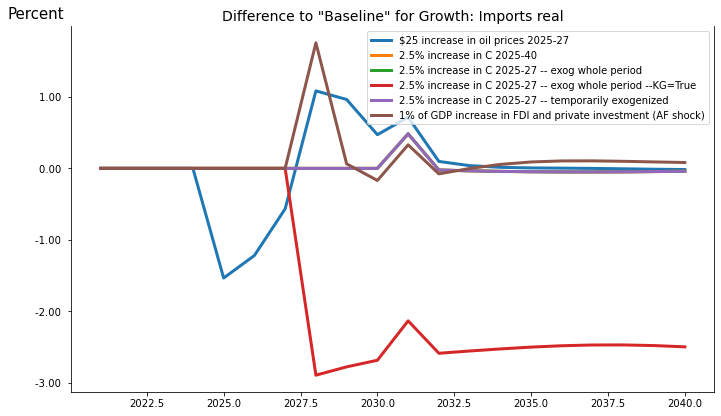 Percent
Difference to "Baseline" for Growth: Imports real
$25 increase in oil prices 2025-27
2.5% increase in C 2025-40
2.5% increase in C 2025-27 -- exog whole period
2.5% increase in C 2025-27 -- exog whole period --KG=True
2.5% increase in C 2025-27 -- temporarily exogenized
1% of GDP increase in FDI and private investment (AF shock)
1.00
0.00
-1.00
-2.00
-3.00
2022.5 2025.0 2027.5 2030.0 2032.5 2035.0 2037.5 2040.0